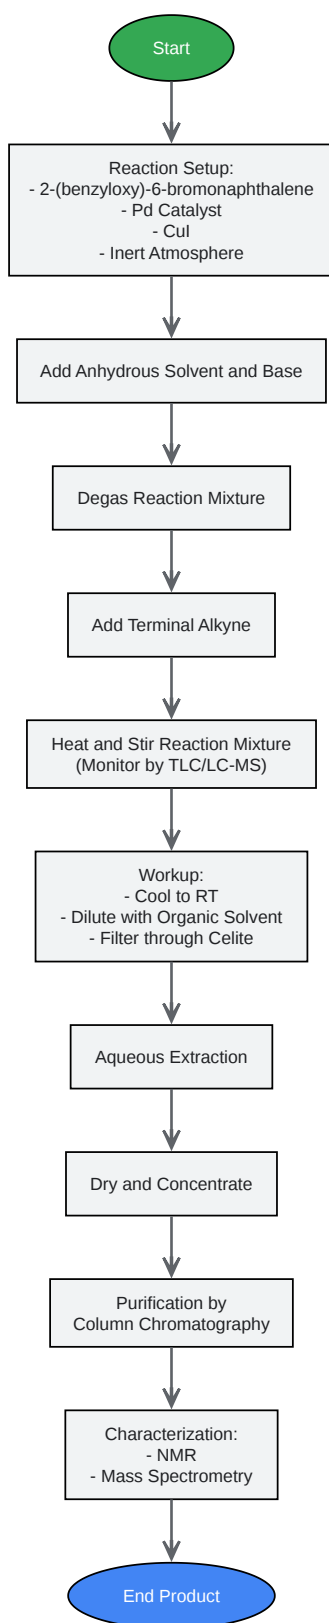 Start
Reaction Setup:
- 2-(benzyloxy)-6-bromonaphthalene
- Pd Catalyst
- CuI
- Inert Atmosphere
Add Anhydrous Solvent and Base
Degas Reaction Mixture
Add Terminal Alkyne
Heat and Stir Reaction Mixture
(Monitor by TLC/LC-MS)
Workup:
- Cool to RT
- Dilute with Organic Solvent
- Filter through Celite
Aqueous Extraction
Dry and Concentrate
Purification by
Column Chromatography
Characterization:
- NMR
- Mass Spectrometry
End Product